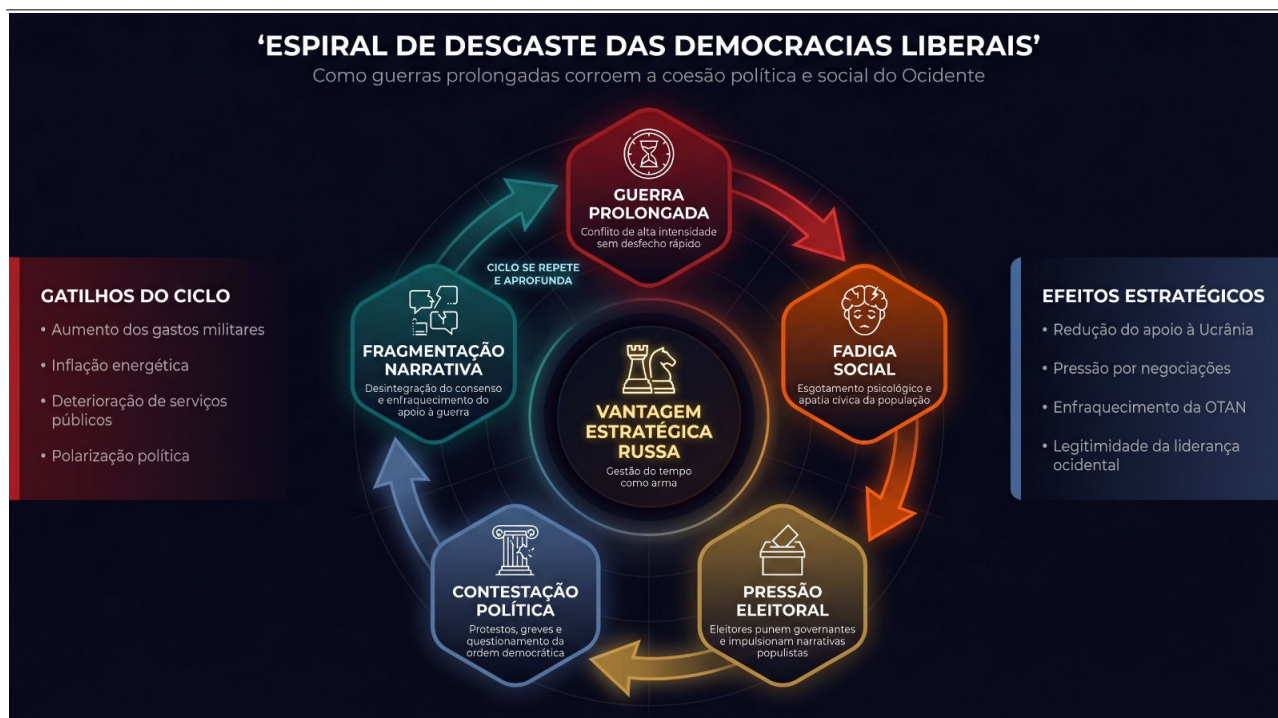 ‘ESPIRAL DE DESGASTE DAS DEMOCRACIAS LIBERAIS’
Como guerras prolongadas corroem a coesão política e social do Ocidente
GUERRA
PROLONGADA
Conflito de alta intensidade
sem desfecho rápido
CICLO SE REPETE
E APROFUNDA
GATILHOS DO CICLO
• Aumento dos gastos militares
• Inflação energética
• Deterioração de serviços
públicos
• Polarização política
FRAGMENTAÇÃO
NARRATIVA
Desintegração do consenso
e enfraquecimento do
apoio à guerra
VANTAGEM
ESTRATÉGICA
RUSSA
Gestão do tempo
como arma
FADIGA
SOCIAL
Esgotamento psicológico e
apatia cívica da população
EFEITOS ESTRATÉGICOS
• Redução do apoio à Ucrânia
• Pressão por negociações
• Enfraquecimento da OTAN
• Legitimidade da liderança
ocidental
CONTESTAÇÃO
POLÍTICA
Protestos, greves e
questionamento da
ordem democrática
PRESSÃO
ELEITORAL
Eleitores punem governantes
e impulsionam narrativas
populistas